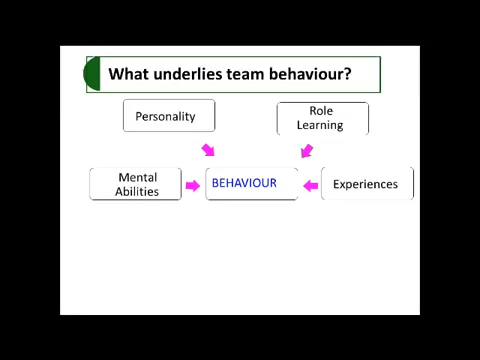 What underlies team behaviour?
Personality
Role
Learning
Mental
Abilities
BEHAVIOUR
Experiences